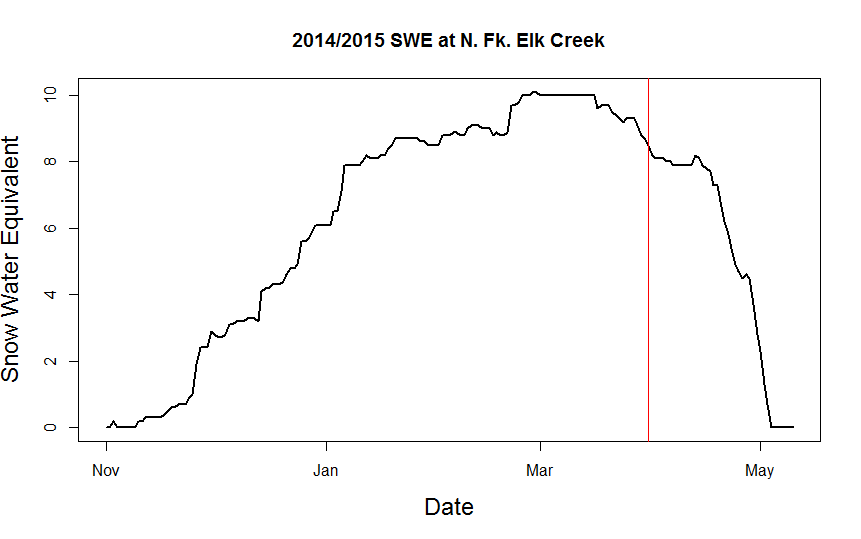 2014/2015 SWE at N. Fk. Elk Creek
Snow Water Equivalent
10
8
6
4
2
0
Nov Jan Mar May
Date